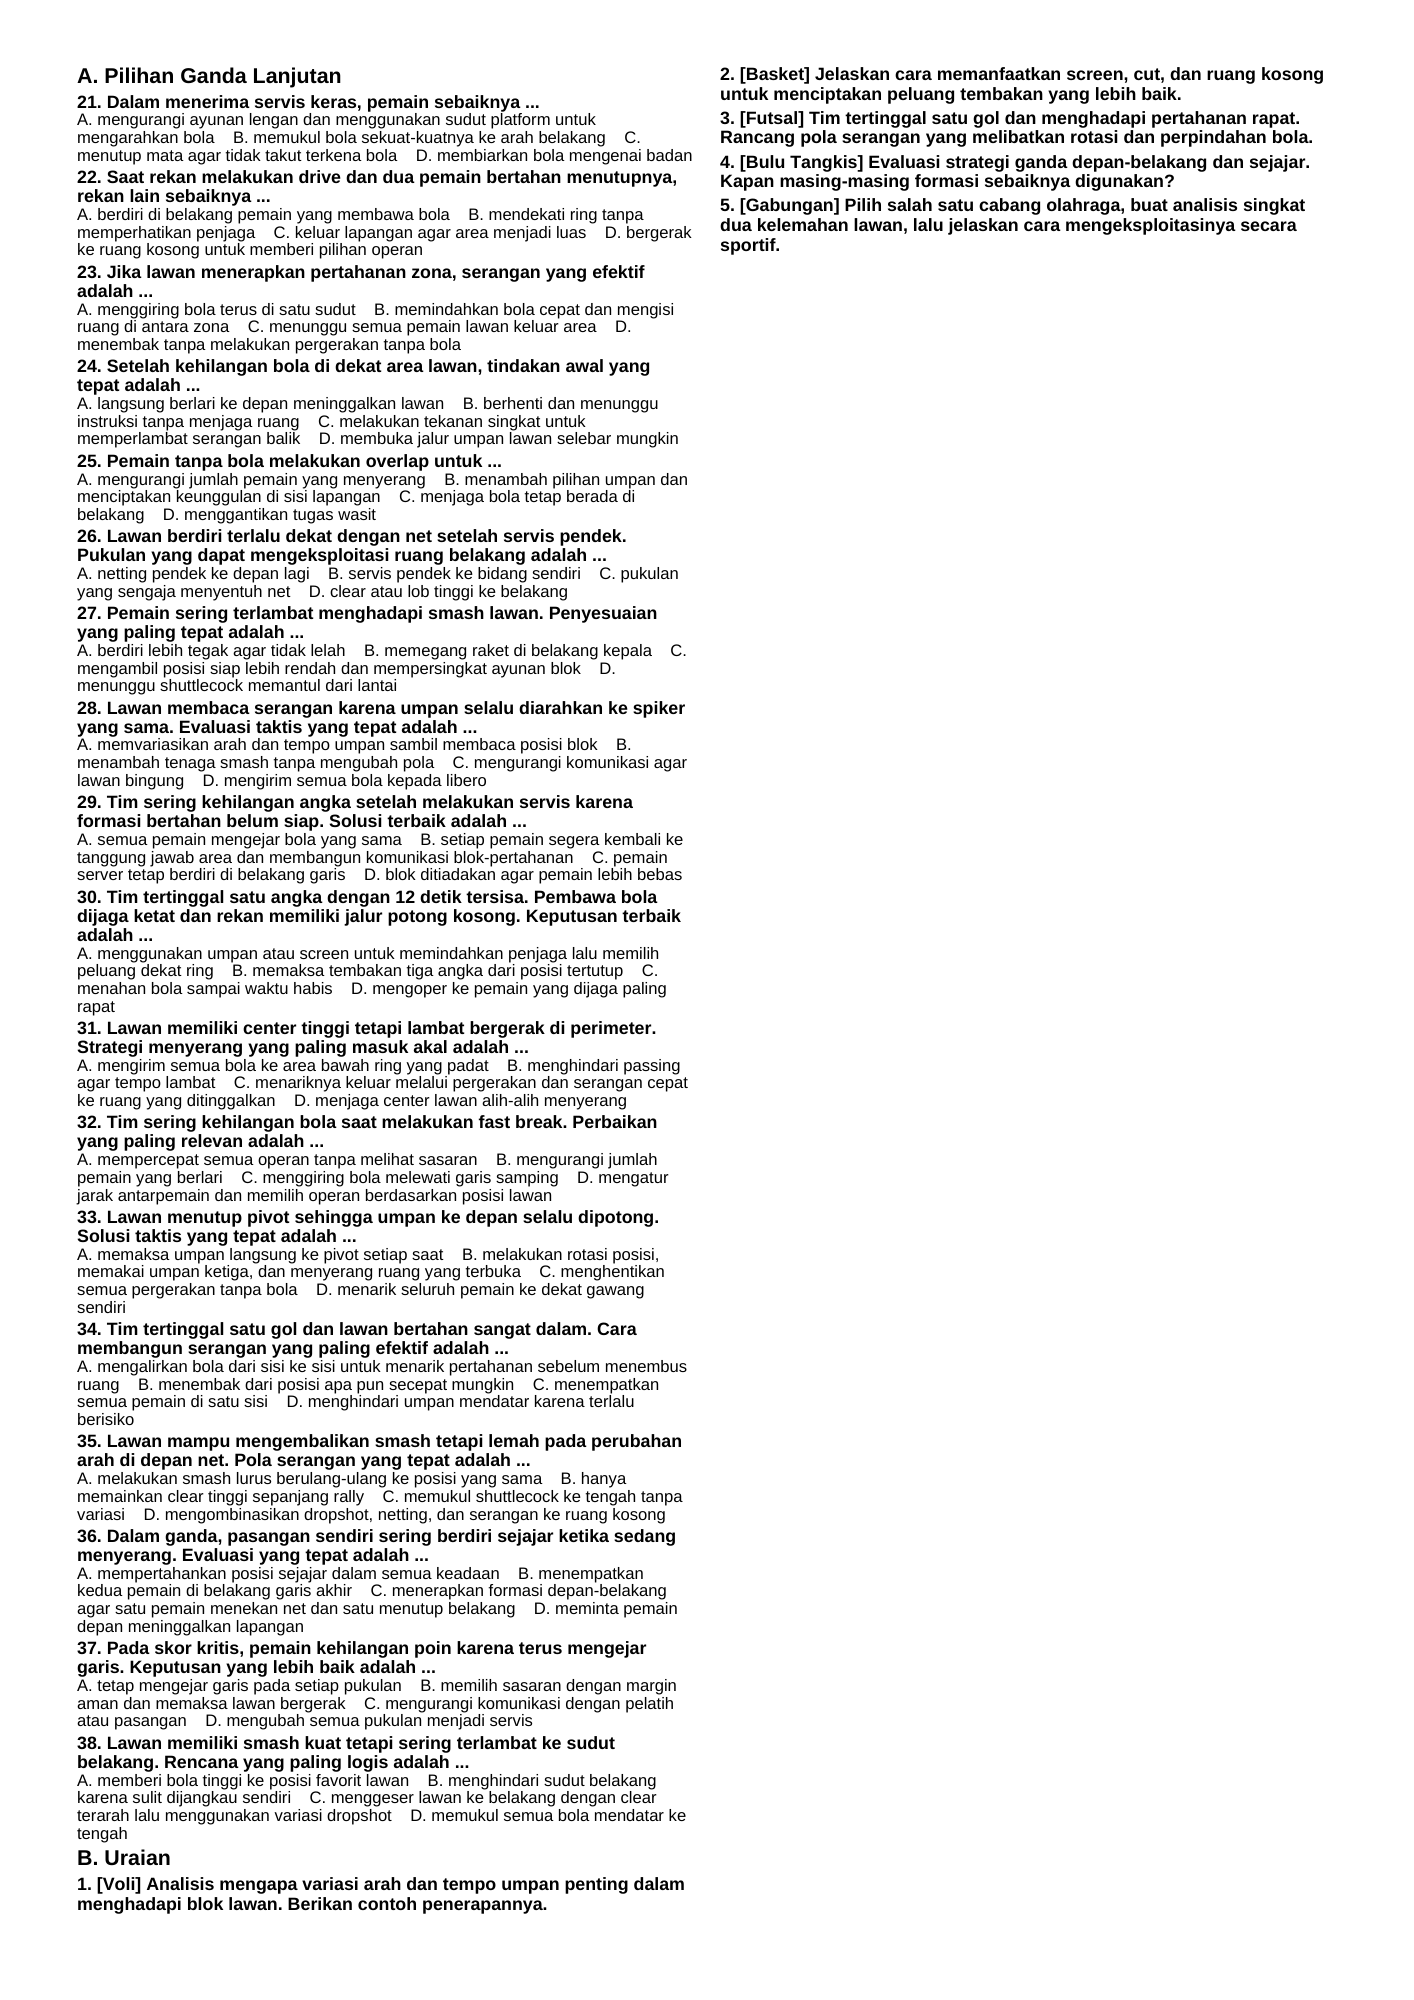 A. Pilihan Ganda Lanjutan
21. Dalam menerima servis keras, pemain sebaiknya ...
A. mengurangi ayunan lengan dan menggunakan sudut platform untuk
mengarahkan bola    B. memukul bola sekuat-kuatnya ke arah belakang    C.
menutup mata agar tidak takut terkena bola    D. membiarkan bola mengenai badan
22. Saat rekan melakukan drive dan dua pemain bertahan menutupnya,
rekan lain sebaiknya ...
A. berdiri di belakang pemain yang membawa bola    B. mendekati ring tanpa
memperhatikan penjaga    C. keluar lapangan agar area menjadi luas    D. bergerak
ke ruang kosong untuk memberi pilihan operan
23. Jika lawan menerapkan pertahanan zona, serangan yang efektif
adalah ...
A. menggiring bola terus di satu sudut    B. memindahkan bola cepat dan mengisi
ruang di antara zona    C. menunggu semua pemain lawan keluar area    D.
menembak tanpa melakukan pergerakan tanpa bola
24. Setelah kehilangan bola di dekat area lawan, tindakan awal yang
tepat adalah ...
A. langsung berlari ke depan meninggalkan lawan    B. berhenti dan menunggu
instruksi tanpa menjaga ruang    C. melakukan tekanan singkat untuk
memperlambat serangan balik    D. membuka jalur umpan lawan selebar mungkin
25. Pemain tanpa bola melakukan overlap untuk ...
A. mengurangi jumlah pemain yang menyerang    B. menambah pilihan umpan dan
menciptakan keunggulan di sisi lapangan    C. menjaga bola tetap berada di
belakang    D. menggantikan tugas wasit
26. Lawan berdiri terlalu dekat dengan net setelah servis pendek.
Pukulan yang dapat mengeksploitasi ruang belakang adalah ...
A. netting pendek ke depan lagi    B. servis pendek ke bidang sendiri    C. pukulan
yang sengaja menyentuh net    D. clear atau lob tinggi ke belakang
27. Pemain sering terlambat menghadapi smash lawan. Penyesuaian
yang paling tepat adalah ...
A. berdiri lebih tegak agar tidak lelah    B. memegang raket di belakang kepala    C.
mengambil posisi siap lebih rendah dan mempersingkat ayunan blok    D.
menunggu shuttlecock memantul dari lantai
28. Lawan membaca serangan karena umpan selalu diarahkan ke spiker
yang sama. Evaluasi taktis yang tepat adalah ...
A. memvariasikan arah dan tempo umpan sambil membaca posisi blok    B.
menambah tenaga smash tanpa mengubah pola    C. mengurangi komunikasi agar
lawan bingung    D. mengirim semua bola kepada libero
29. Tim sering kehilangan angka setelah melakukan servis karena
formasi bertahan belum siap. Solusi terbaik adalah ...
A. semua pemain mengejar bola yang sama    B. setiap pemain segera kembali ke
tanggung jawab area dan membangun komunikasi blok-pertahanan    C. pemain
server tetap berdiri di belakang garis    D. blok ditiadakan agar pemain lebih bebas
30. Tim tertinggal satu angka dengan 12 detik tersisa. Pembawa bola
dijaga ketat dan rekan memiliki jalur potong kosong. Keputusan terbaik
adalah ...
A. menggunakan umpan atau screen untuk memindahkan penjaga lalu memilih
peluang dekat ring    B. memaksa tembakan tiga angka dari posisi tertutup    C.
menahan bola sampai waktu habis    D. mengoper ke pemain yang dijaga paling
rapat
31. Lawan memiliki center tinggi tetapi lambat bergerak di perimeter.
Strategi menyerang yang paling masuk akal adalah ...
A. mengirim semua bola ke area bawah ring yang padat    B. menghindari passing
agar tempo lambat    C. menariknya keluar melalui pergerakan dan serangan cepat
ke ruang yang ditinggalkan    D. menjaga center lawan alih-alih menyerang
32. Tim sering kehilangan bola saat melakukan fast break. Perbaikan
yang paling relevan adalah ...
A. mempercepat semua operan tanpa melihat sasaran    B. mengurangi jumlah
pemain yang berlari    C. menggiring bola melewati garis samping    D. mengatur
jarak antarpemain dan memilih operan berdasarkan posisi lawan
33. Lawan menutup pivot sehingga umpan ke depan selalu dipotong.
Solusi taktis yang tepat adalah ...
A. memaksa umpan langsung ke pivot setiap saat    B. melakukan rotasi posisi,
memakai umpan ketiga, dan menyerang ruang yang terbuka    C. menghentikan
semua pergerakan tanpa bola    D. menarik seluruh pemain ke dekat gawang
sendiri
34. Tim tertinggal satu gol dan lawan bertahan sangat dalam. Cara
membangun serangan yang paling efektif adalah ...
A. mengalirkan bola dari sisi ke sisi untuk menarik pertahanan sebelum menembus
ruang    B. menembak dari posisi apa pun secepat mungkin    C. menempatkan
semua pemain di satu sisi    D. menghindari umpan mendatar karena terlalu
berisiko
35. Lawan mampu mengembalikan smash tetapi lemah pada perubahan
arah di depan net. Pola serangan yang tepat adalah ...
A. melakukan smash lurus berulang-ulang ke posisi yang sama    B. hanya
memainkan clear tinggi sepanjang rally    C. memukul shuttlecock ke tengah tanpa
variasi    D. mengombinasikan dropshot, netting, dan serangan ke ruang kosong
36. Dalam ganda, pasangan sendiri sering berdiri sejajar ketika sedang
menyerang. Evaluasi yang tepat adalah ...
A. mempertahankan posisi sejajar dalam semua keadaan    B. menempatkan
kedua pemain di belakang garis akhir    C. menerapkan formasi depan-belakang
agar satu pemain menekan net dan satu menutup belakang    D. meminta pemain
depan meninggalkan lapangan
37. Pada skor kritis, pemain kehilangan poin karena terus mengejar
garis. Keputusan yang lebih baik adalah ...
A. tetap mengejar garis pada setiap pukulan    B. memilih sasaran dengan margin
aman dan memaksa lawan bergerak    C. mengurangi komunikasi dengan pelatih
atau pasangan    D. mengubah semua pukulan menjadi servis
38. Lawan memiliki smash kuat tetapi sering terlambat ke sudut
belakang. Rencana yang paling logis adalah ...
A. memberi bola tinggi ke posisi favorit lawan    B. menghindari sudut belakang
karena sulit dijangkau sendiri    C. menggeser lawan ke belakang dengan clear
terarah lalu menggunakan variasi dropshot    D. memukul semua bola mendatar ke
tengah
B. Uraian
1. [Voli] Analisis mengapa variasi arah dan tempo umpan penting dalam
menghadapi blok lawan. Berikan contoh penerapannya.
2. [Basket] Jelaskan cara memanfaatkan screen, cut, dan ruang kosong
untuk menciptakan peluang tembakan yang lebih baik.
3. [Futsal] Tim tertinggal satu gol dan menghadapi pertahanan rapat.
Rancang pola serangan yang melibatkan rotasi dan perpindahan bola.
4. [Bulu Tangkis] Evaluasi strategi ganda depan-belakang dan sejajar.
Kapan masing-masing formasi sebaiknya digunakan?
5. [Gabungan] Pilih salah satu cabang olahraga, buat analisis singkat
dua kelemahan lawan, lalu jelaskan cara mengeksploitasinya secara
sportif.